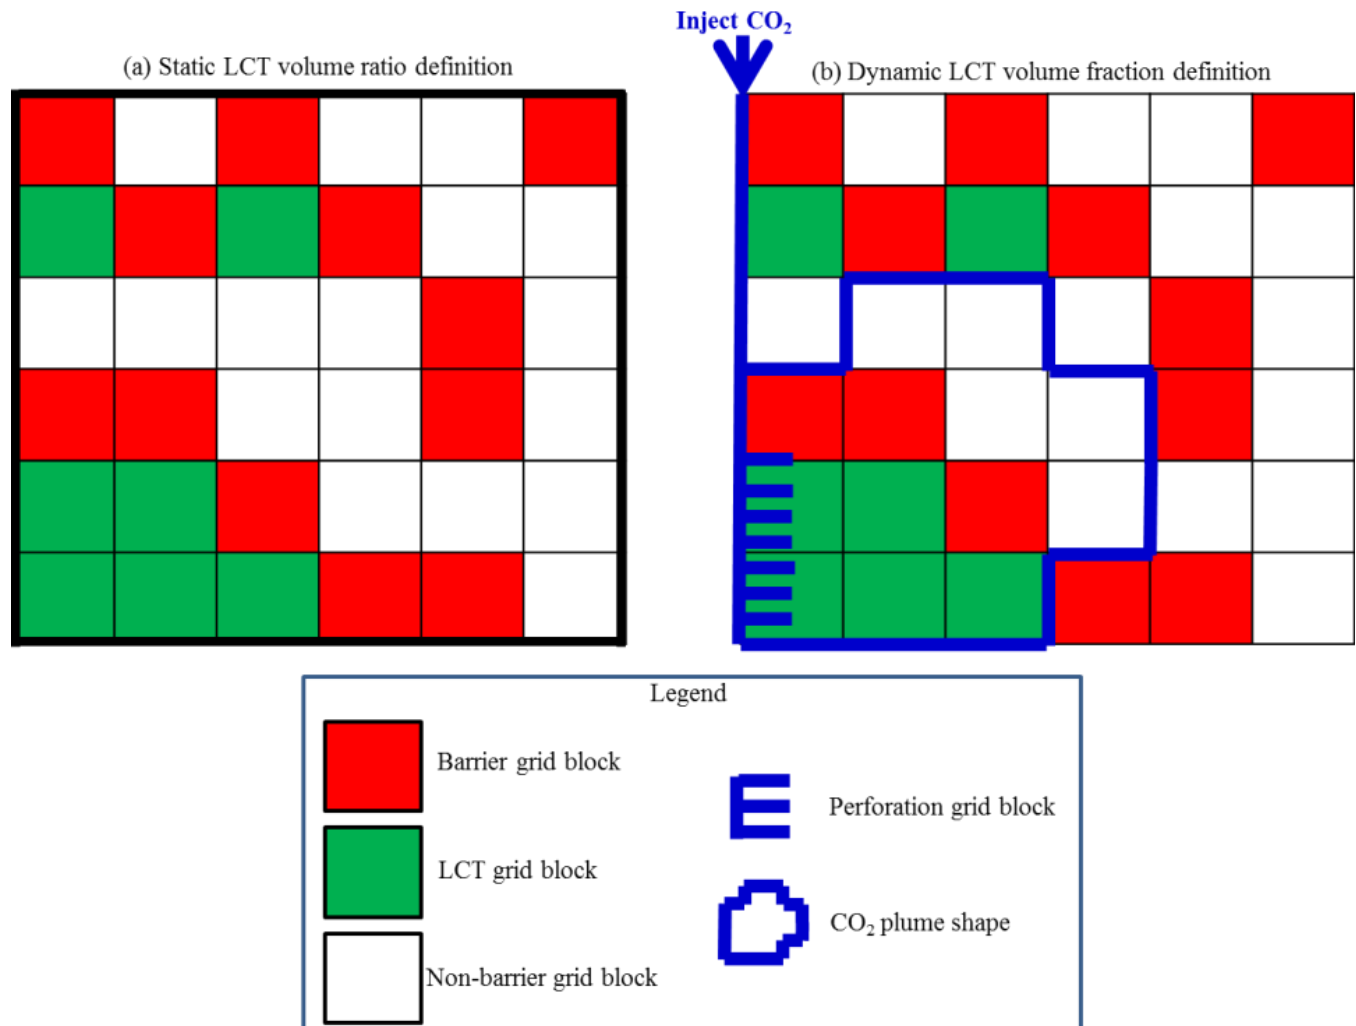 Inject CO₂
(a) Static LCT volume ratio definition
(b) Dynamic LCT volume fraction definition
Legend
Barrier grid block
LCT grid block
Non-barrier grid block
Perforation grid block
CO₂ plume shape